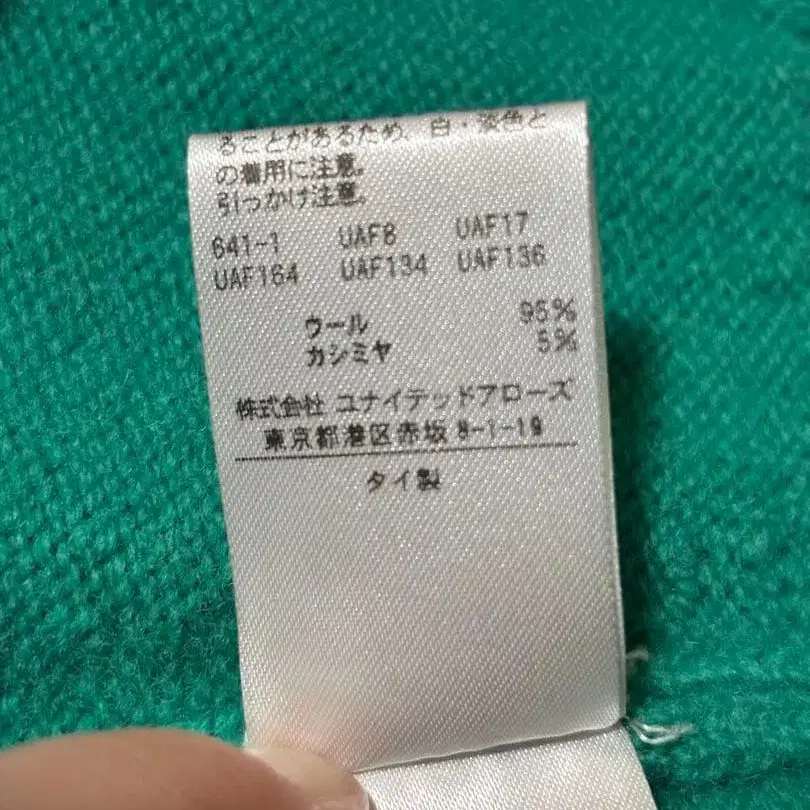 ることがあるため、白・淡色と
の着用に注意。
引っかけ注意。
641-1 UAF8 UAF17
UAF164 UAF134 UAF136
ウール 95%
カシミヤ 5%
株式会社 ユナイテッドアローズ
東京都港区赤坂 8-1-19
タイ製